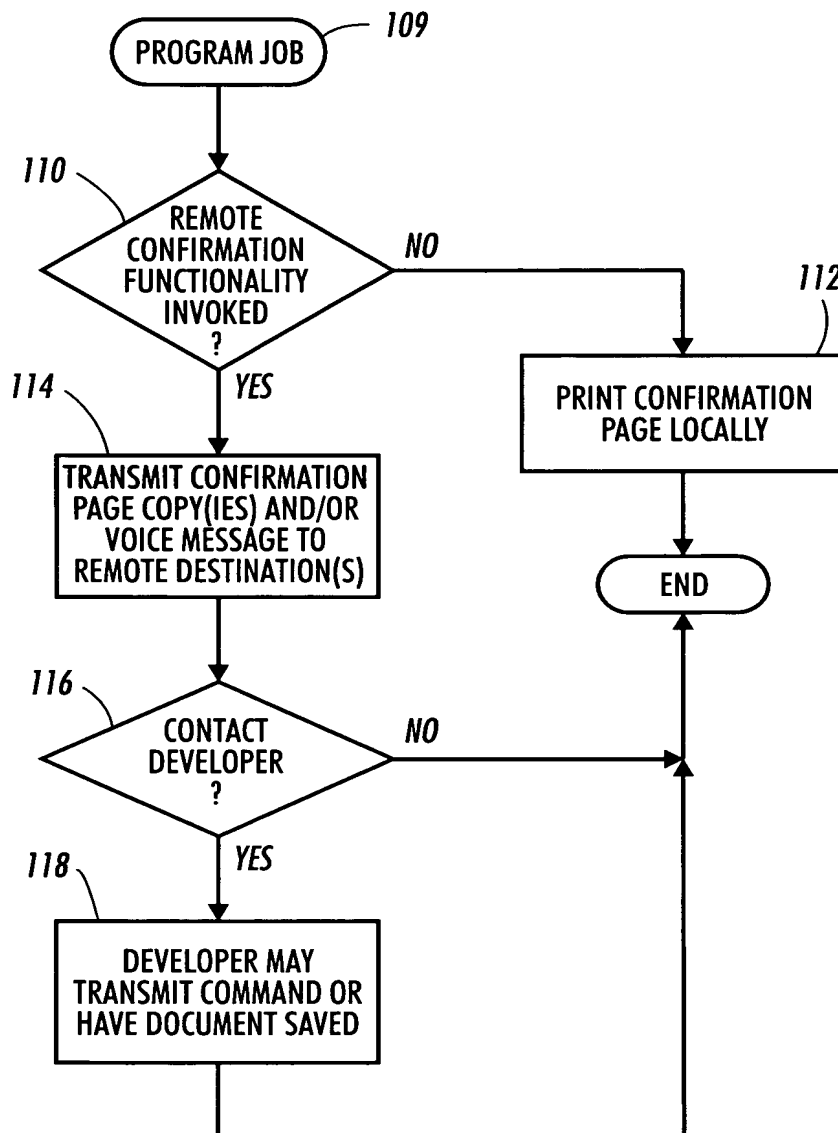 PROGRAM JOB
109
110
REMOTE
CONFIRMATION
FUNCTIONALITY
INVOKED
?
NO
YES
112
PRINT CONFIRMATION
PAGE LOCALLY
114
TRANSMIT CONFIRMATION
PAGE COPY(IES) AND/OR
VOICE MESSAGE TO
REMOTE DESTINATION(S)
END
116
CONTACT
DEVELOPER
?
NO
YES
118
DEVELOPER MAY
TRANSMIT COMMAND OR
HAVE DOCUMENT SAVED